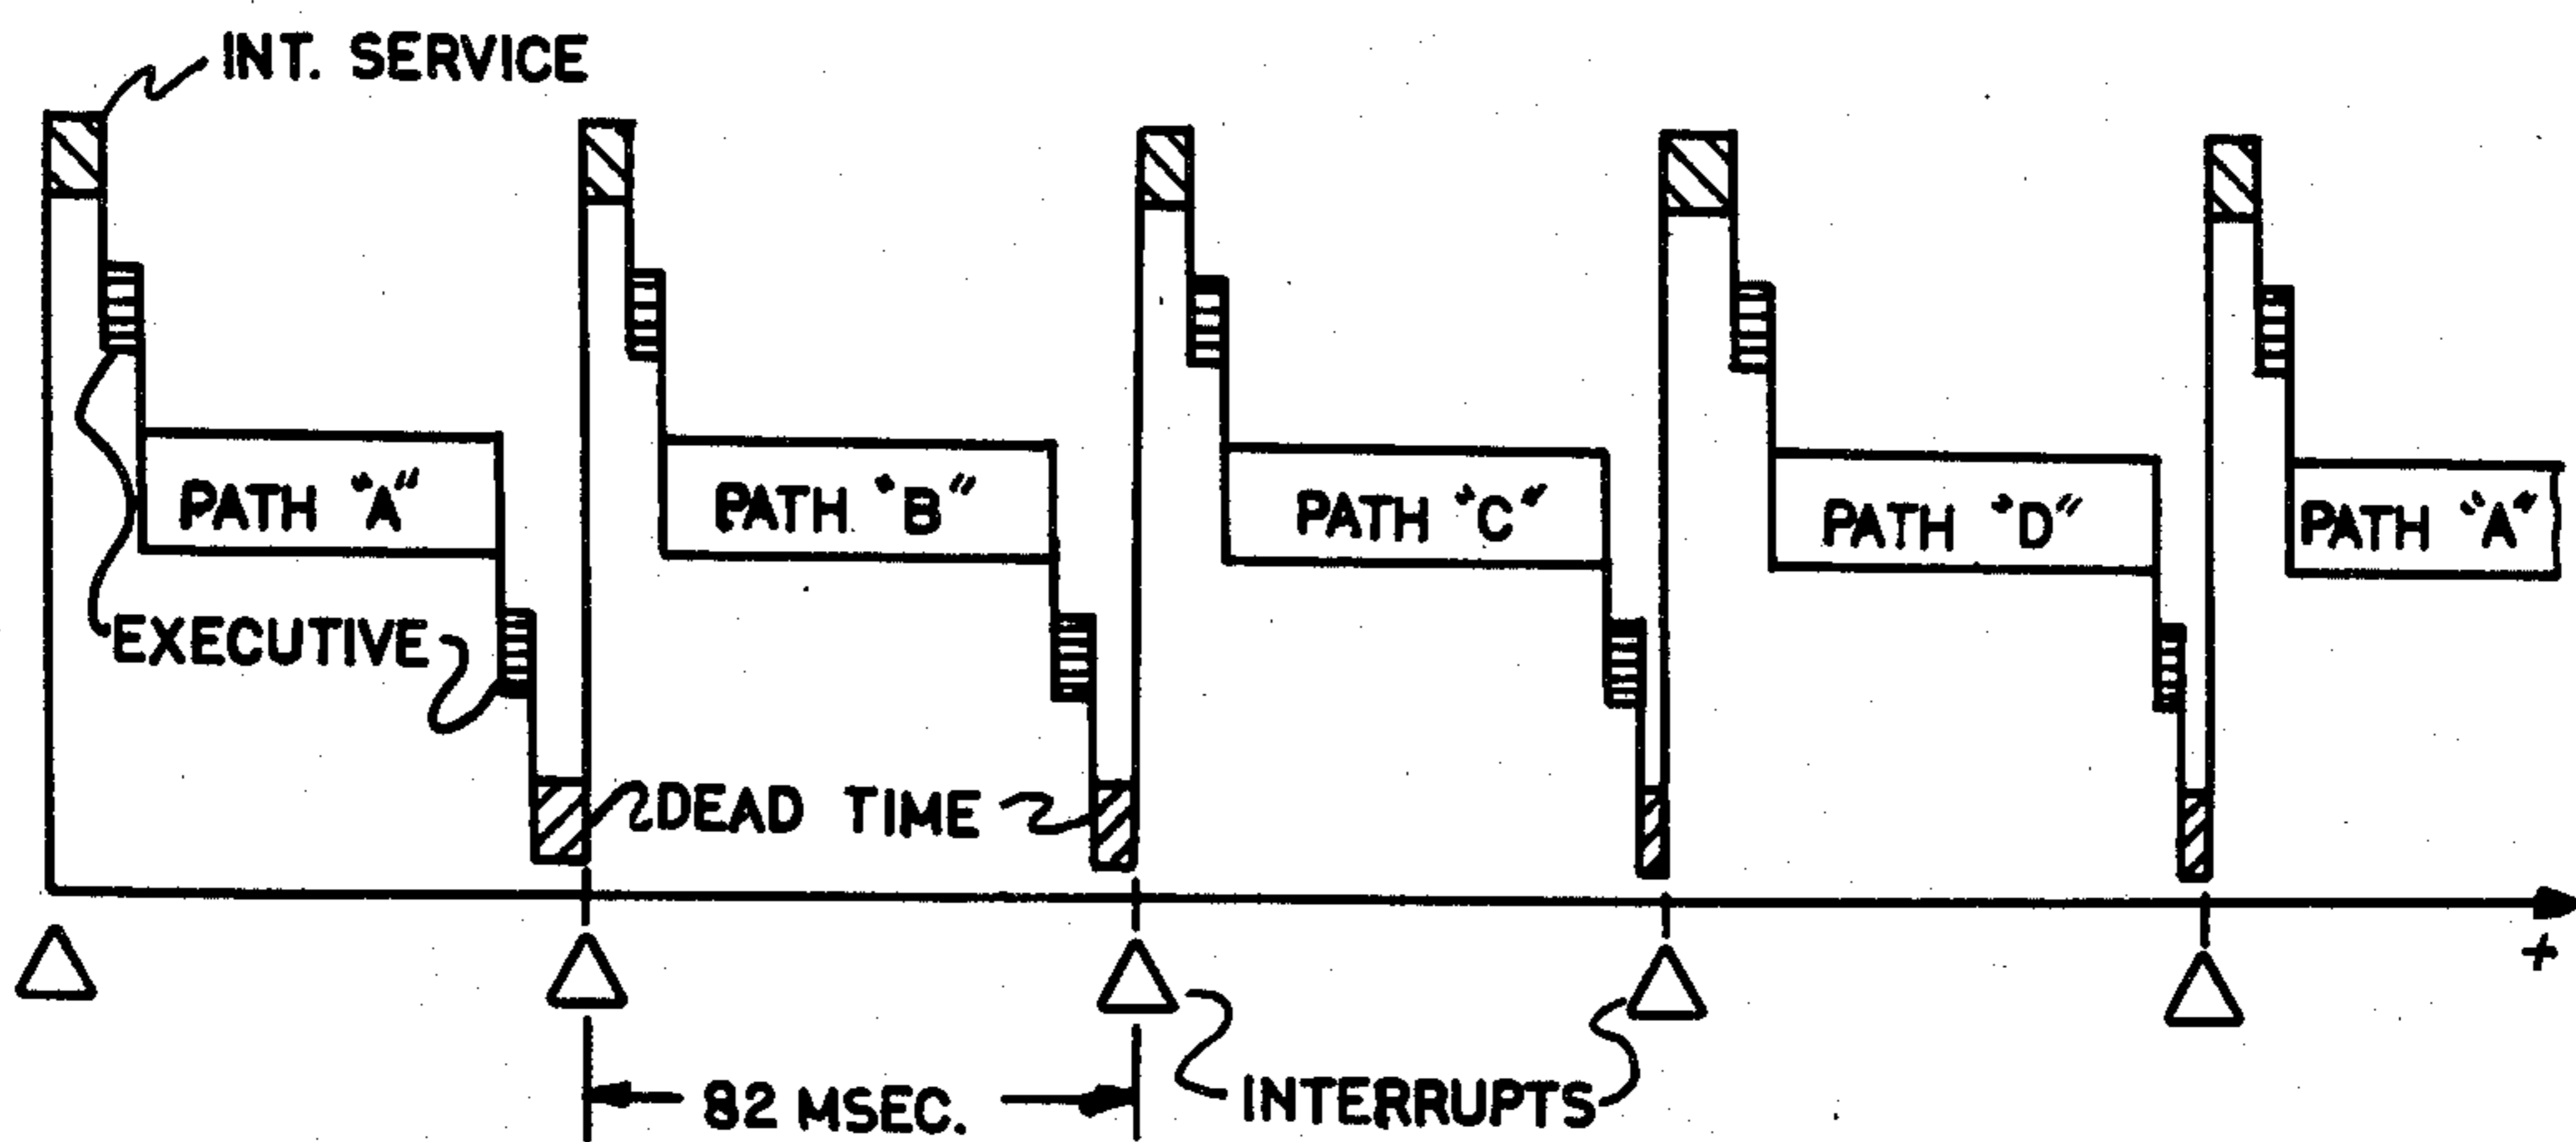 INT. SERVICE
PATH "A"
PATH "B"
PATH "C"
PATH "D"
PATH "A"
EXECUTIVE
DEAD TIME
+
82 MSEC.
INTERRUPTS